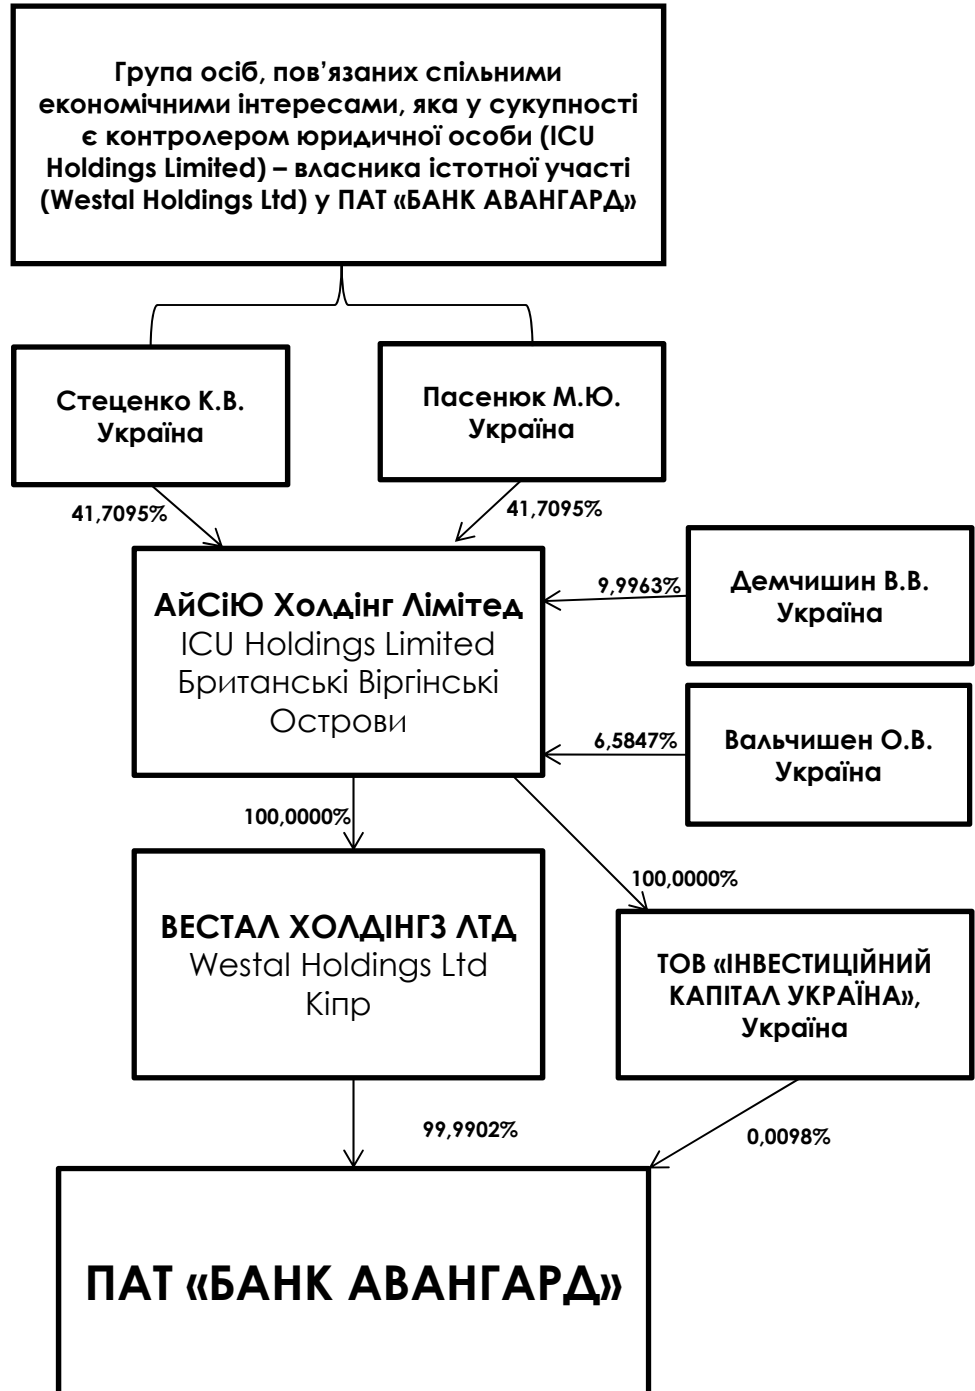 Група осіб, пов’язаних спільними
економічними інтересами, яка у сукупності
є контролером юридичної особи (ICU
Holdings Limited) – власника істотної участі
(Westal Holdings Ltd) у ПАТ «БАНК АВАНГАРД»
Стеценко К.В.
Україна
Пасенюк М.Ю.
Україна
41,7095%
41,7095%
АйСіЮ Холдінг Лімітед
ICU Holdings Limited
Британські Віргінські
Острови
9,9963%
Демчишин В.В.
Україна
6,5847%
Вальчишен О.В.
Україна
100,0000%
100,0000%
ВЕСТАЛ ХОЛДІНГЗ ЛТД
Westal Holdings Ltd
Кіпр
ТОВ «ІНВЕСТИЦІЙНИЙ
КАПІТАЛ УКРАЇНА»,
Україна
99,9902%
0,0098%
ПАТ «БАНК АВАНГАРД»